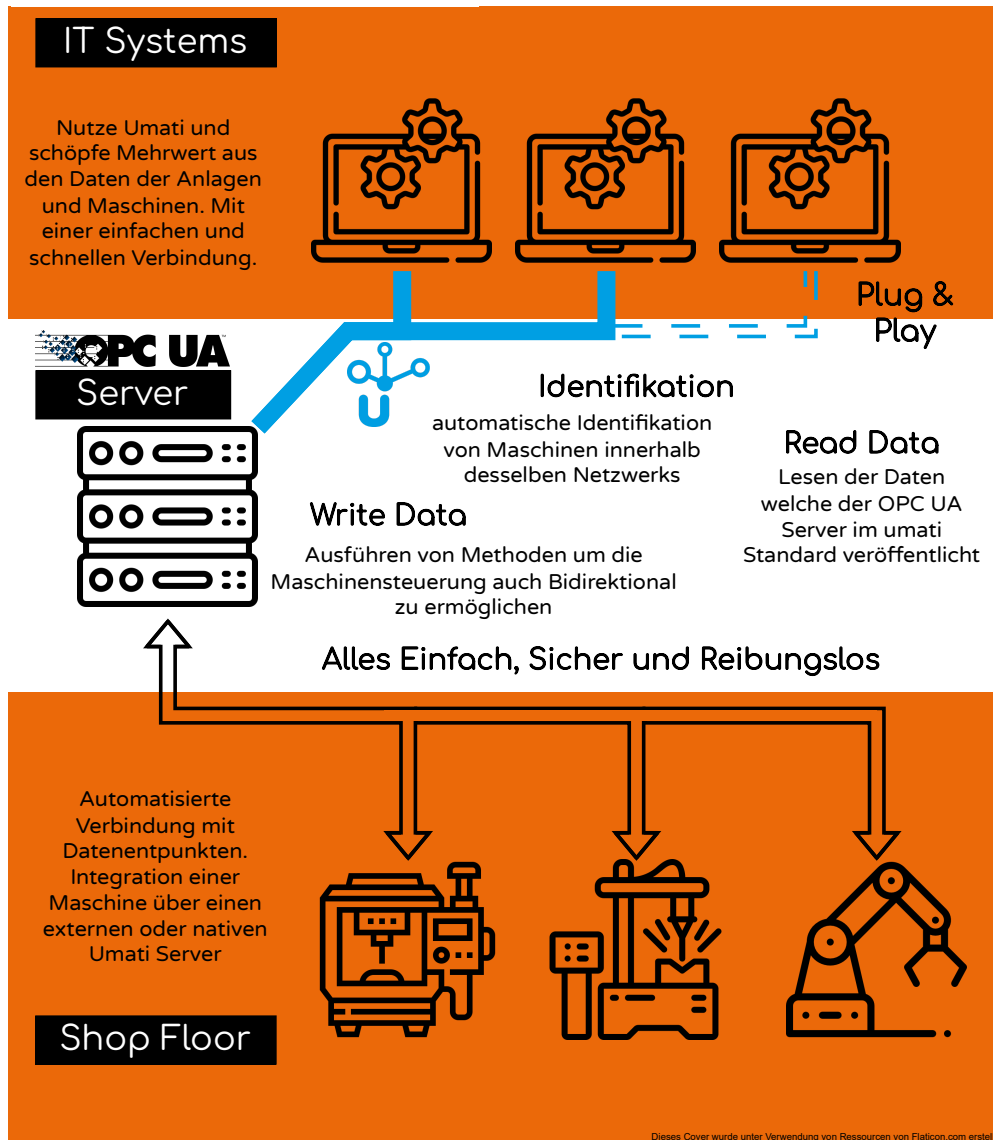 IT Systems
Nutze Umati und
schöpfe Mehrwert aus
den Daten der Anlagen
und Maschinen. Mit
einer einfachen und
schnellen Verbindung.
Plug &
Play
OPC UA
Server
Identifikation
automatische Identifikation
von Maschinen innerhalb
desselben Netzwerks
Read Data
Lesen der Daten
welche der OPC UA
Server im umati
Standard veröffentlicht
Write Data
Ausführen von Methoden um die
Maschinensteuerung auch Bidirektional
zu ermöglichen
Alles Einfach, Sicher und Reibungslos
Automatisierte
Verbindung mit
Datenentpunkten.
Integration einer
Maschine über einen
externen oder nativen
Umati Server
Shop Floor
Dieses Cover wurde unter Verwendung von Ressourcen von Flaticon.com erstel